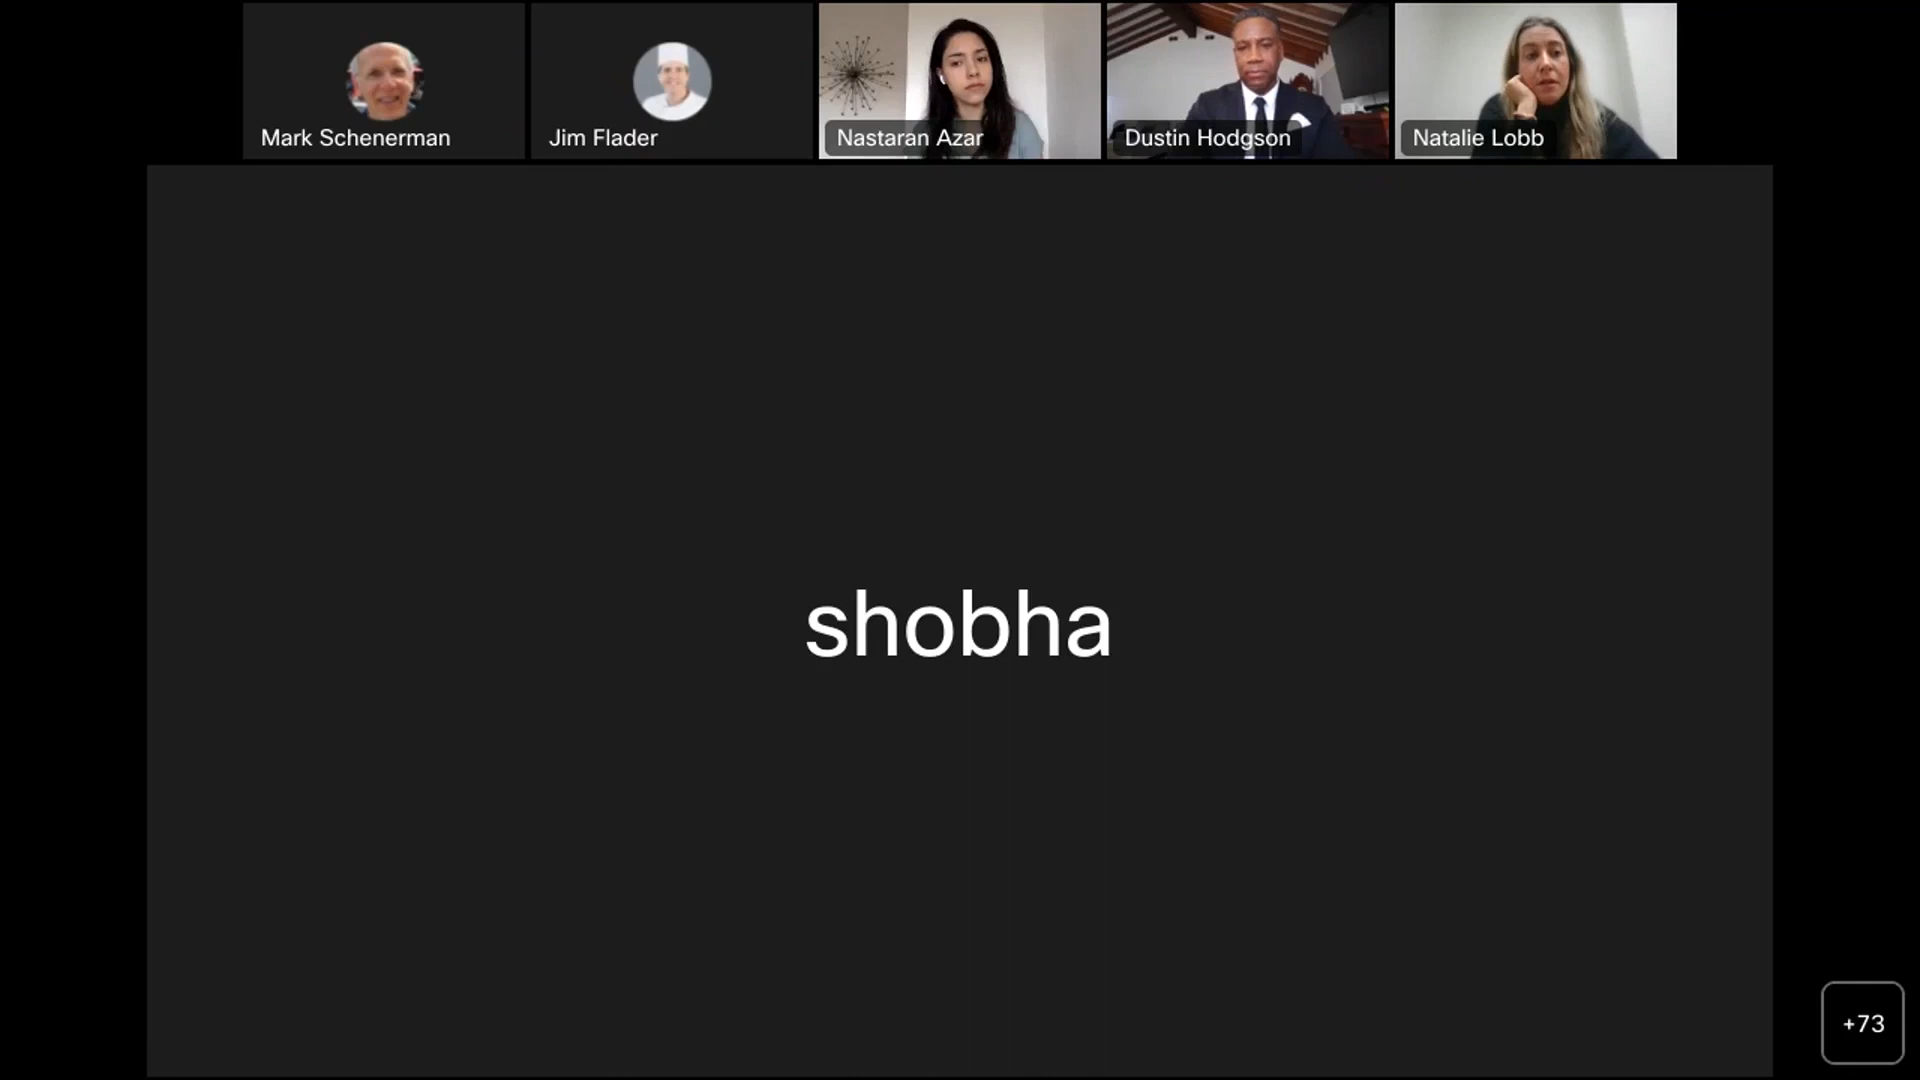 Mark Schenerman
Jim Flader
Nastaran Azar
Dustin Hodgson
Natalie Lobb
shobha
+73